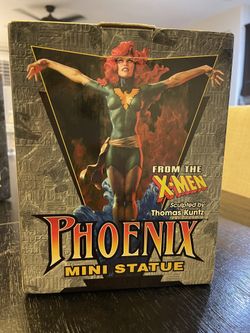 FROM THE
X-MEN
Sculpted by
Thomas Kuntz
PHOENIX
MINI STATUE